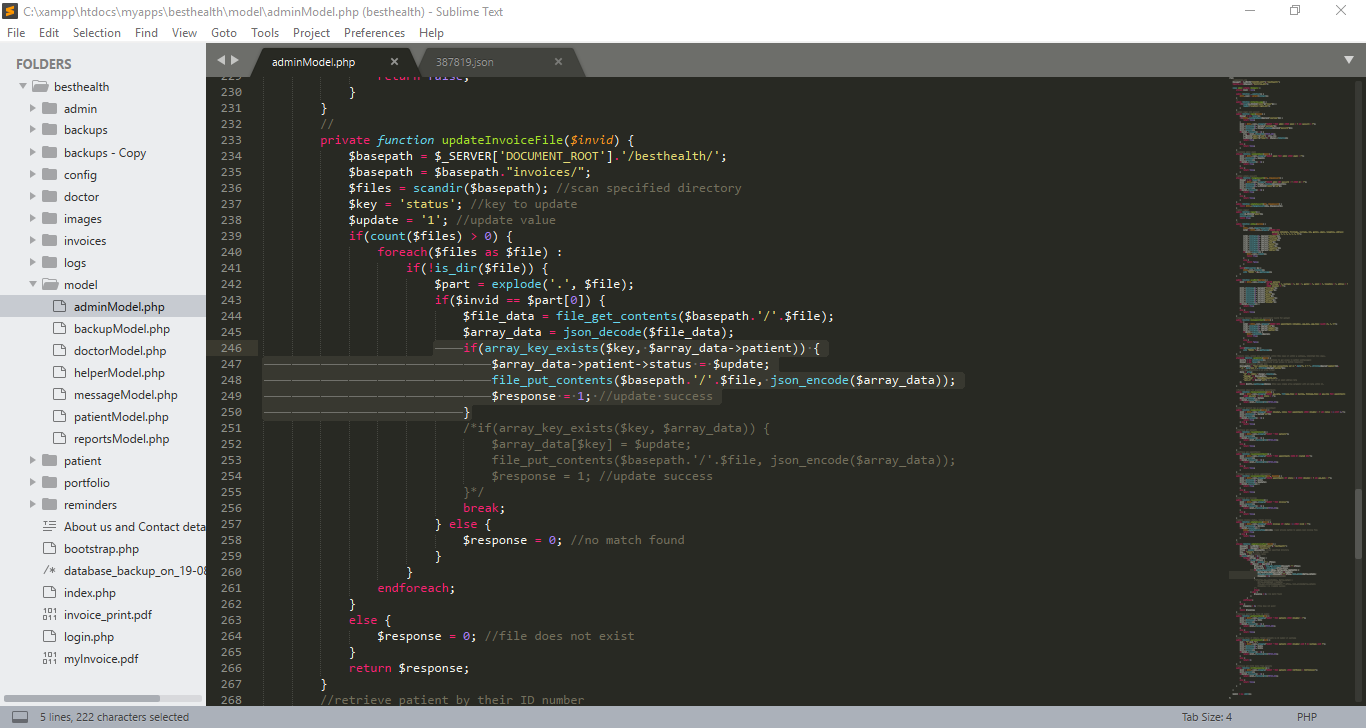 C:\xampp\htdocs\myapps\besthealth\model\adminModel.php (besthealth) - Sublime Text
File Edit Selection Find View Goto Tools Project Preferences Help
FOLDERS
besthealth
admin
backups
backups - Copy
config
doctor
images
invoices
logs
model
adminModel.php
backupModel.php
doctorModel.php
helperModel.php
messageModel.php
patientModel.php
reportsModel.php
patient
portfolio
reminders
About us and Contact deta
bootstrap.php
/* database_backup_on_19-08
index.php
invoice_print.pdf
login.php
myInvoice.pdf
adminModel.php 387819.json
229 return false;
230 }
231 }
232 //
233 private function updateInvoiceFile($invid) {
234 $basepath = $_SERVER['DOCUMENT_ROOT'].'/besthealth/';
235 $basepath = $basepath."invoices/";
236 $files = scandir($basepath); //scan specified directory
237 $key = 'status'; //key to update
238 $update = '1'; //update value
239 if(count($files) > 0) {
240 foreach($files as $file) :
241 if(!is_dir($file)) {
242 $part = explode('.', $file);
243 if($invid == $part[0]) {
244 $file_data = file_get_contents($basepath.'/'.$file);
245 $array_data = json_decode($file_data);
246 if(array_key_exists($key, $array_data->patient)) {
247 $array_data->patient->status = $update;
248 file_put_contents($basepath.'/'.$file, json_encode($array_data));
249 $response = 1; //update success
250 }
251 /*if(array_key_exists($key, $array_data)) {
252 $array_data[$key] = $update;
253 file_put_contents($basepath.'/'.$file, json_encode($array_data));
254 $response = 1; //update success
255 }*/
256 break;
257 } else {
258 $response = 0; //no match found
259 }
260 }
261 endforeach;
262 }
263 else {
264 $response = 0; //file does not exist
265 }
266 return $response;
267 }
268 //retrieve patient by their ID number
5 lines, 222 characters selected
Tab Size: 4 PHP